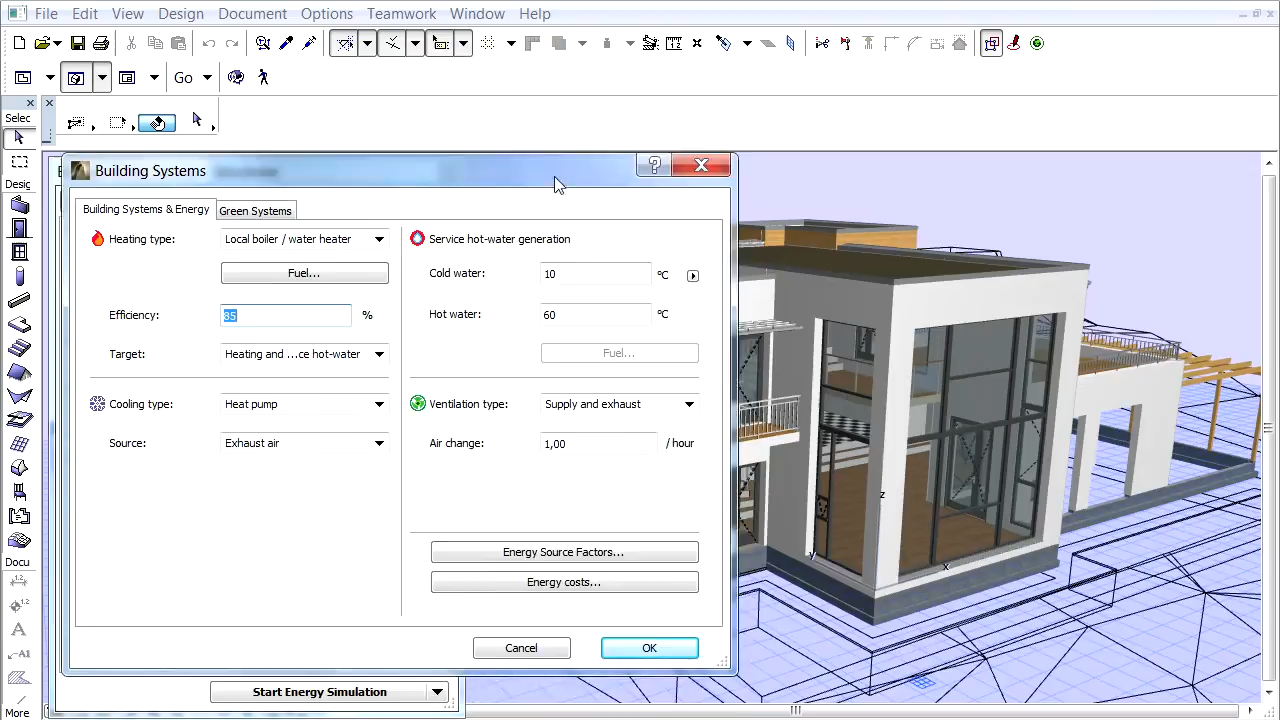 File Edit View Design Document Options Teamwork Window Help
Go
Selec
Desig
Docu
More
Building Systems
Building Systems & Energy Green Systems
Heating type: Local boiler / water heater
Fuel...
Efficiency: 85 %
Target: Heating and ...ce hot-water
Cooling type: Heat pump
Source: Exhaust air
Service hot-water generation
Cold water: 10 ºC
Hot water: 60 ºC
Fuel...
Ventilation type: Supply and exhaust
Air change: 1,00 / hour
Energy Source Factors...
Energy costs...
Cancel OK
Start Energy Simulation
z
y
x